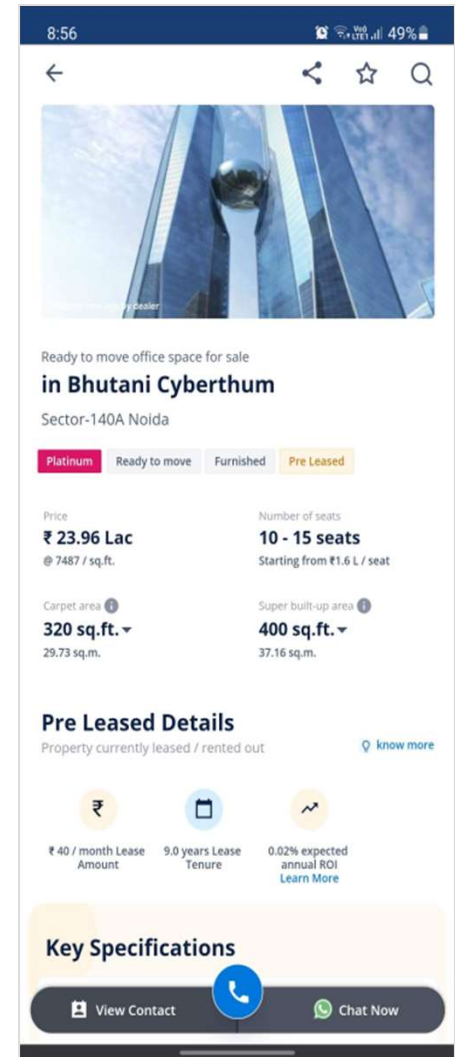 8:56
49%
Ready to move office space for sale
in Bhutani Cyberthum
Sector-140A Noida
Platinum Ready to move Furnished Pre Leased
Price Number of seats
₹ 23.96 Lac 10 - 15 seats
@ 7487 / sq.ft. Starting from ₹1.6 L / seat
Carpet area Super built-up area
320 sq.ft. 400 sq.ft.
29.73 sq.m. 37.16 sq.m.
Pre Leased Details
Property currently leased / rented out know more
₹ 40 / month Lease 9.0 years Lease 0.02% expected
Amount Tenure annual ROI
Learn More
Key Specifications
View Contact Chat Now